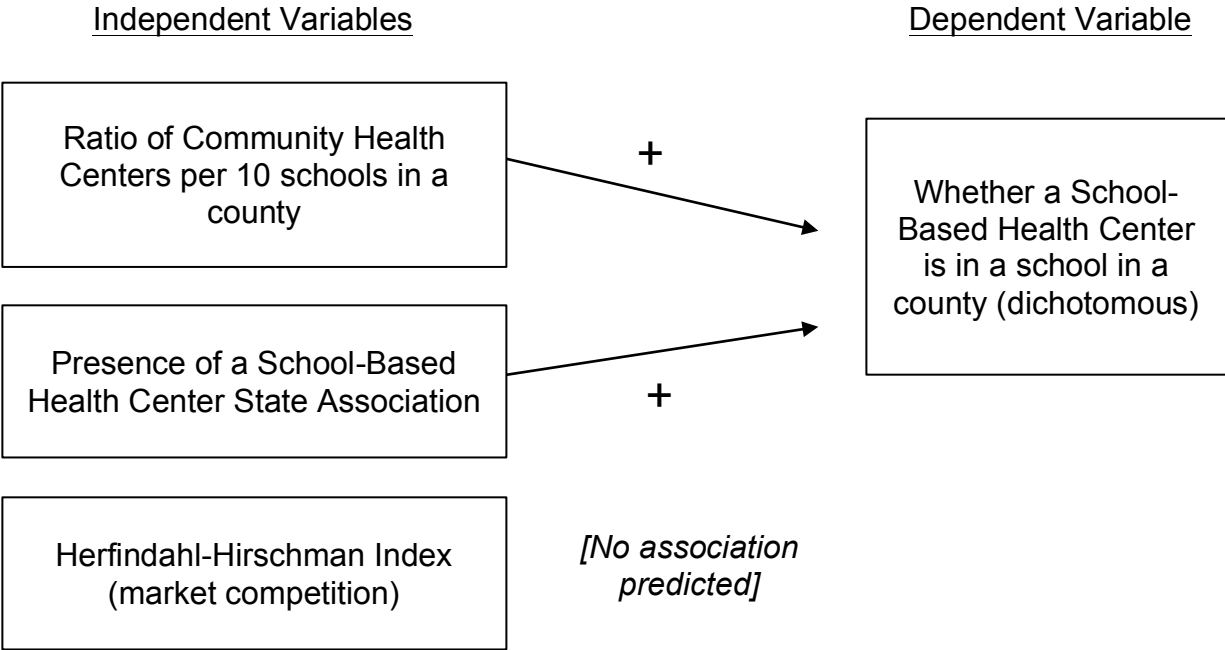 Independent Variables
Dependent Variable
Ratio of Community Health
Centers per 10 schools in a
county
+
Whether a School-
Based Health Center
is in a school in a
county (dichotomous)
Presence of a School-Based
Health Center State Association
+
Herfindahl-Hirschman Index
(market competition)
[No association
predicted]